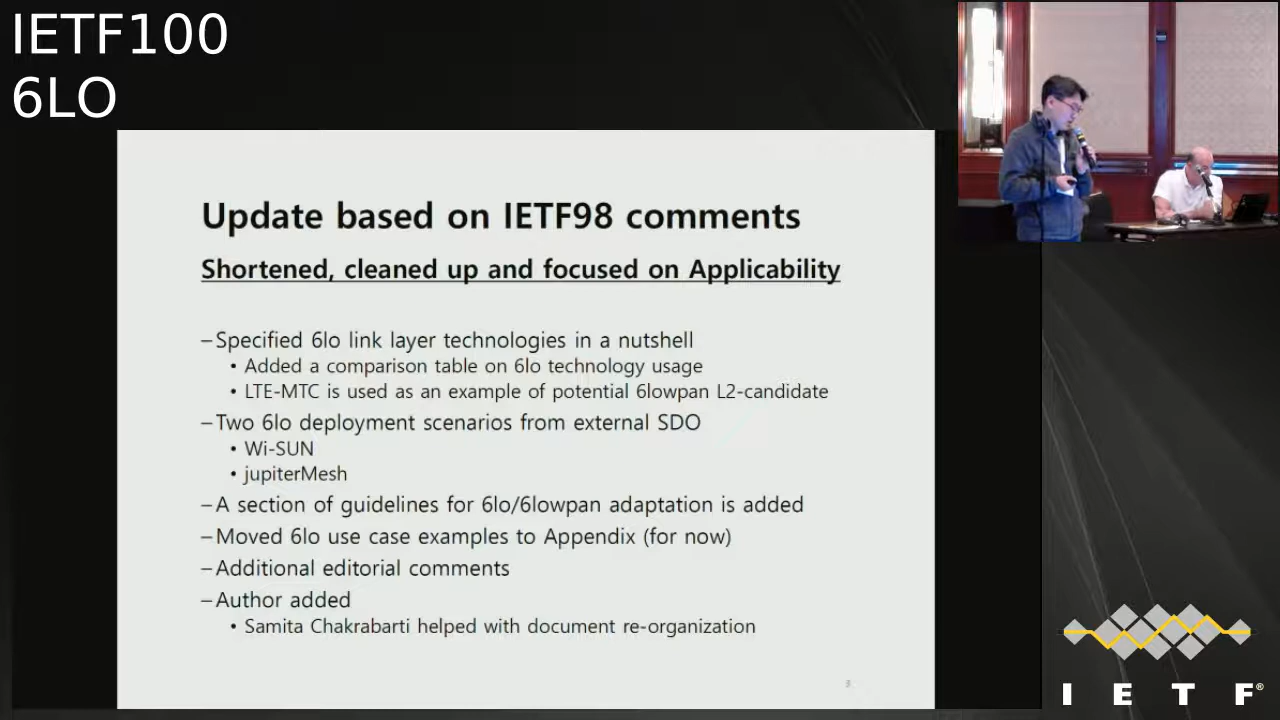 IETF100
6LO
Update based on IETF98 comments
Shortened, cleaned up and focused on Applicability
–Specified 6lo link layer technologies in a nutshell
• Added a comparison table on 6lo technology usage
• LTE-MTC is used as an example of potential 6lowpan L2-candidate
–Two 6lo deployment scenarios from external SDO
• Wi-SUN
• jupiterMesh
–A section of guidelines for 6lo/6lowpan adaptation is added
–Moved 6lo use case examples to Appendix (for now)
–Additional editorial comments
–Author added
• Samita Chakrabarti helped with document re-organization
I E T F®